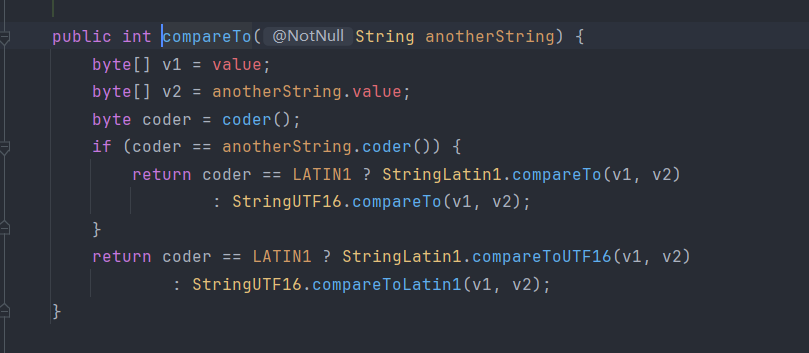 public int compareTo( @NotNull String anotherString) {
byte[] v1 = value;
byte[] v2 = anotherString.value;
byte coder = coder();
if (coder == anotherString.coder()) {
return coder == LATIN1 ? StringLatin1.compareTo(v1, v2)
: StringUTF16.compareTo(v1, v2);
}
return coder == LATIN1 ? StringLatin1.compareToUTF16(v1, v2)
: StringUTF16.compareToLatin1(v1, v2);
}